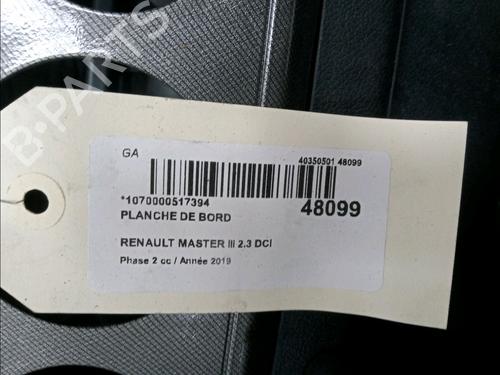 GA
40350501 48099
*1070000517394
48099
PLANCHE DE BORD
RENAULT MASTER III 2.3 DCI
Phase 2 cc / Année 2019
B-PARTS